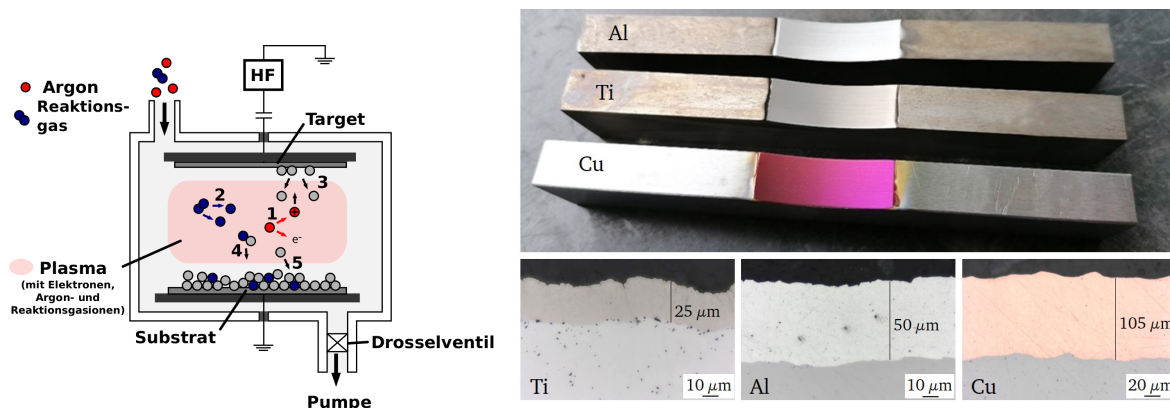 HF
Argon
Reaktions-
gas
Target
3
2
1
+
e-
4
5
Plasma
(mit Elektronen,
Argon- und
Reaktionsgasionen)
Substrat
Drosselventil
Pumpe
Al
Ti
Cu
25 µm
10 µm
Ti
50 µm
10 µm
Al
105 µm
20 µm
Cu